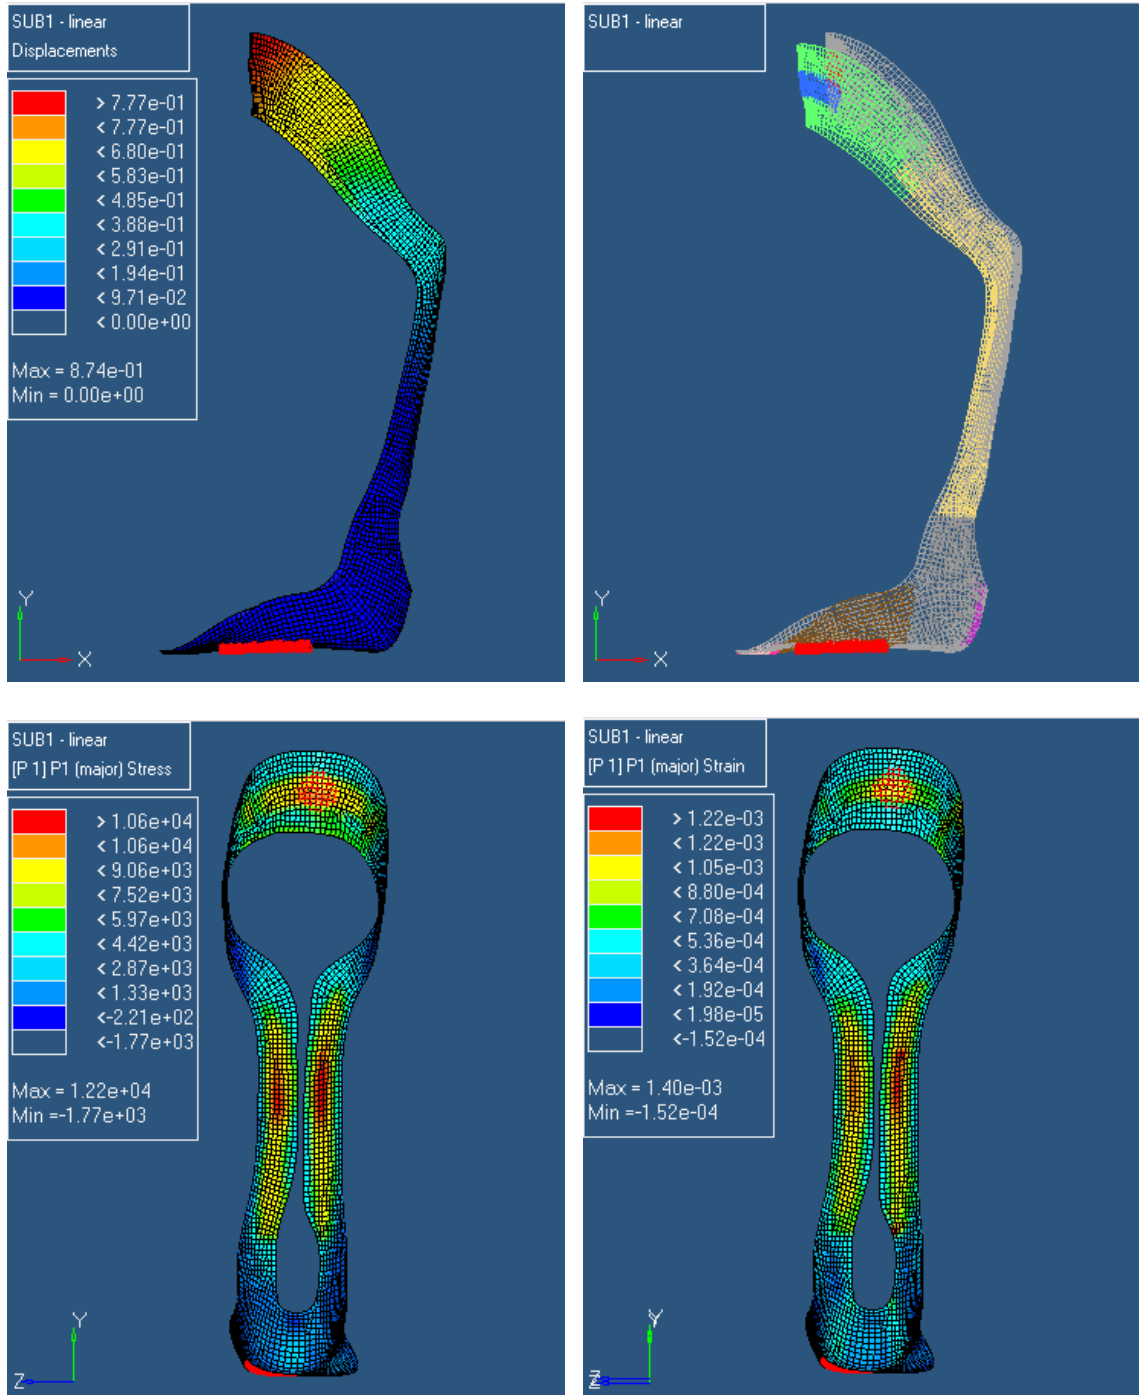 SUB1 - linear
Displacements
> 7.77e-01
< 7.77e-01
< 6.80e-01
< 5.83e-01
< 4.85e-01
< 3.88e-01
< 2.91e-01
< 1.94e-01
< 9.71e-02
< 0.00e+00
Max = 8.74e-01
Min = 0.00e+00
Y
X
SUB1 - linear
Y
X
SUB1 - linear
[P 1] P1 (major) Stress
> 1.06e+04
< 1.06e+04
< 9.06e+03
< 7.52e+03
< 5.97e+03
< 4.42e+03
< 2.87e+03
< 1.33e+03
<-2.21e+02
<-1.77e+03
Max = 1.22e+04
Min =-1.77e+03
Y
Z
SUB1 - linear
[P 1] P1 (major) Strain
> 1.22e-03
< 1.22e-03
< 1.05e-03
< 8.80e-04
< 7.08e-04
< 5.36e-04
< 3.64e-04
< 1.92e-04
< 1.98e-05
<-1.52e-04
Max = 1.40e-03
Min =-1.52e-04
Y
Z